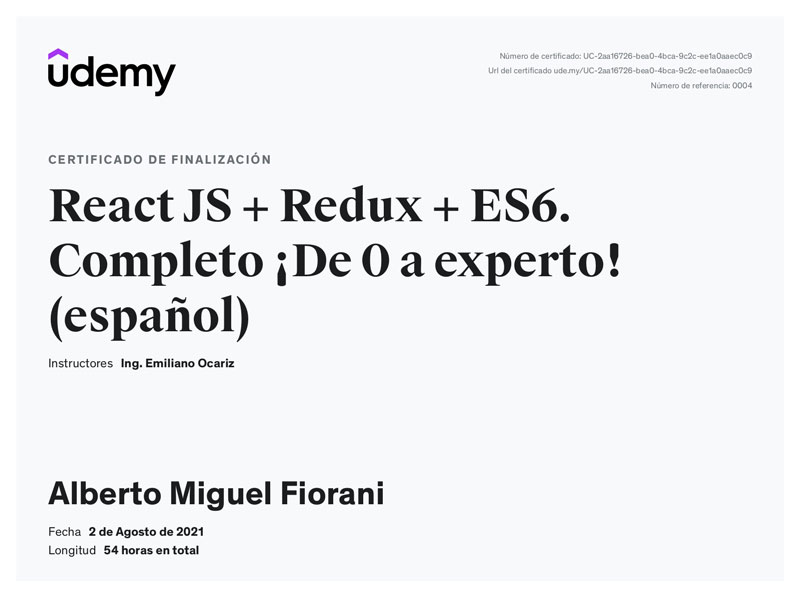 udemy
Número de certificado: UC-2aa16726-bea0-4bca-9c2c-ee1a0aaec0c9
Url del certificado ude.my/UC-2aa16726-bea0-4bca-9c2c-ee1a0aaec0c9
Número de referencia: 0004
CERTIFICADO DE FINALIZACIÓN
React JS + Redux + ES6.
Completo ¡De 0 a experto!
(español)
Instructores Ing. Emiliano Ocariz
Alberto Miguel Fiorani
Fecha 2 de Agosto de 2021
Longitud 54 horas en total